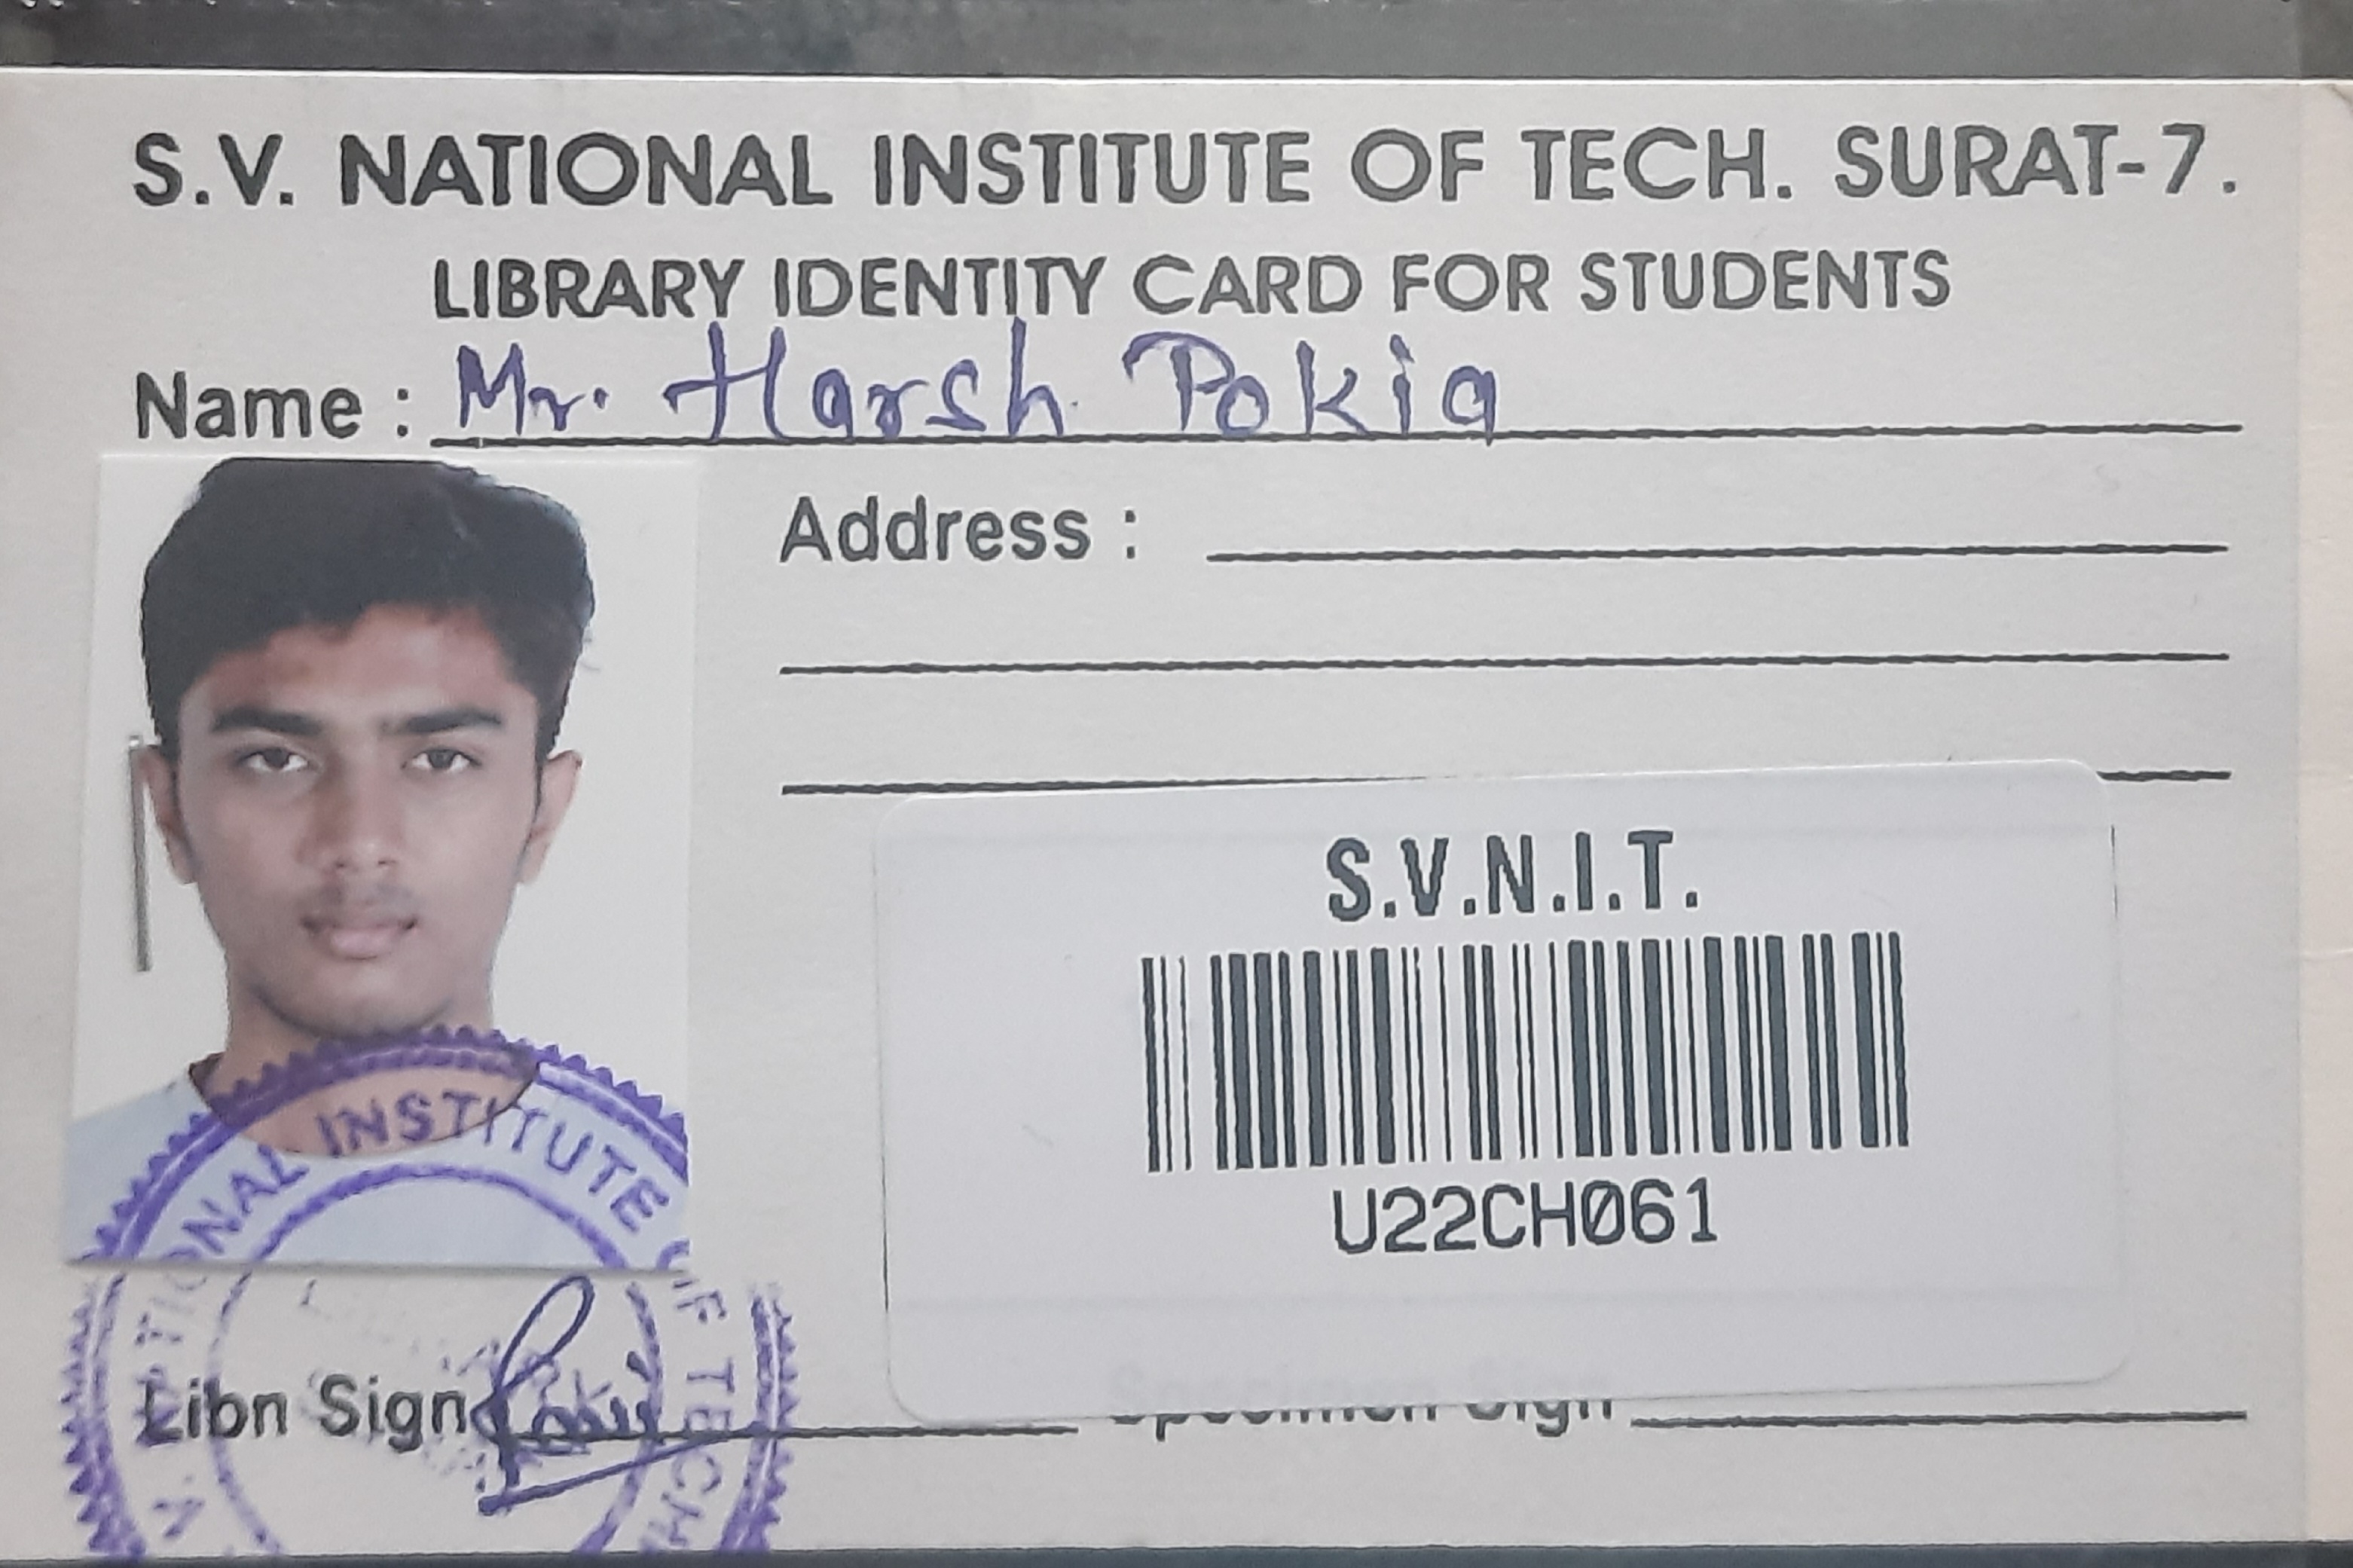 S.V. NATIONAL INSTITUTE OF TECH. SURAT-7.
LIBRARY IDENTITY CARD FOR STUDENTS
Name : Mr. Harsh Pokia
Address :
S.V.N.I.T.
U22CH061
NATIONAL INSTITUTE OF TECH
Libn Sign
Specimen Sign